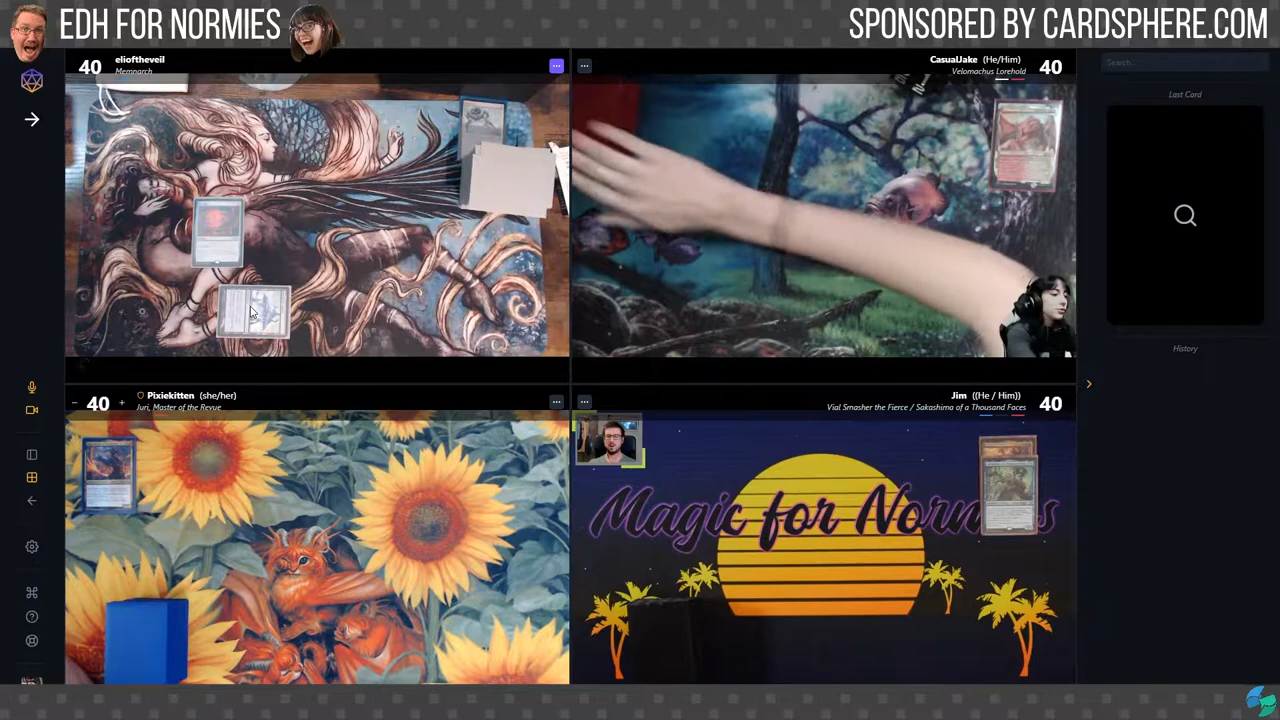 EDH FOR NORMIES
SPONSORED BY CARDSPHERE.COM
40
elioftheveil
Memnarch
CasualJake (He/Him)
Velomachus Lorehold
40
Search...
Last Card
History
− 40 +
Pixiekitten (she/her)
Juri, Master of the Revue
Jim ((He / Him))
Vial Smasher the Fierce / Sakashima of a Thousand Faces
40
Magic for Norm s